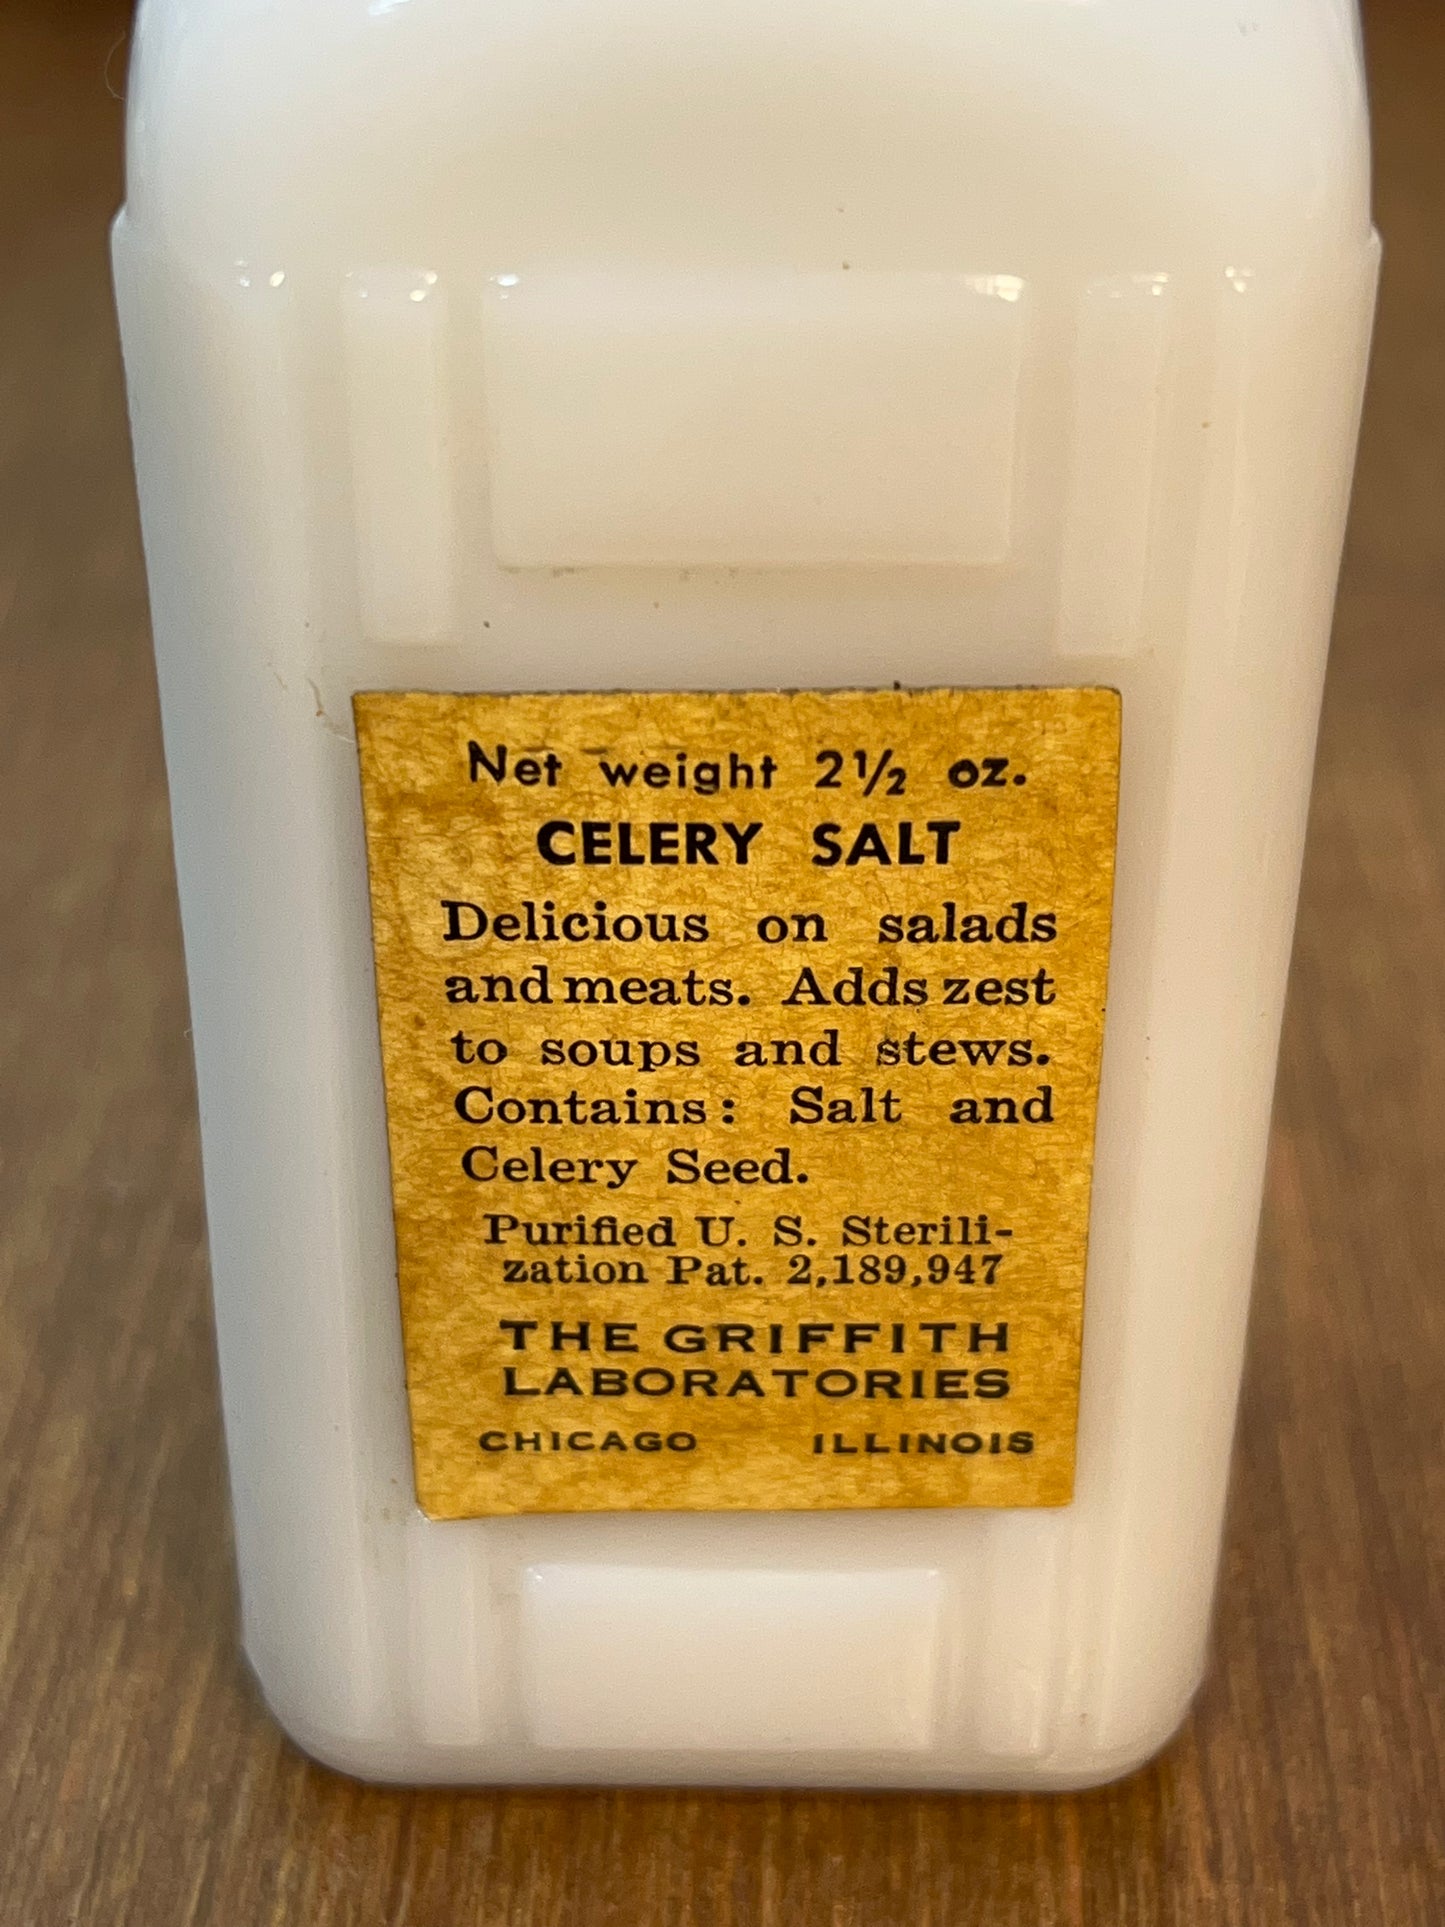 Net weight 2½ oz.
CELERY SALT
Delicious on salads
and meats. Adds zest
to soups and stews.
Contains: Salt and
Celery Seed.
Purified U. S. Sterili-
zation Pat. 2,189,947
THE GRIFFITH
LABORATORIES
CHICAGO ILLINOIS